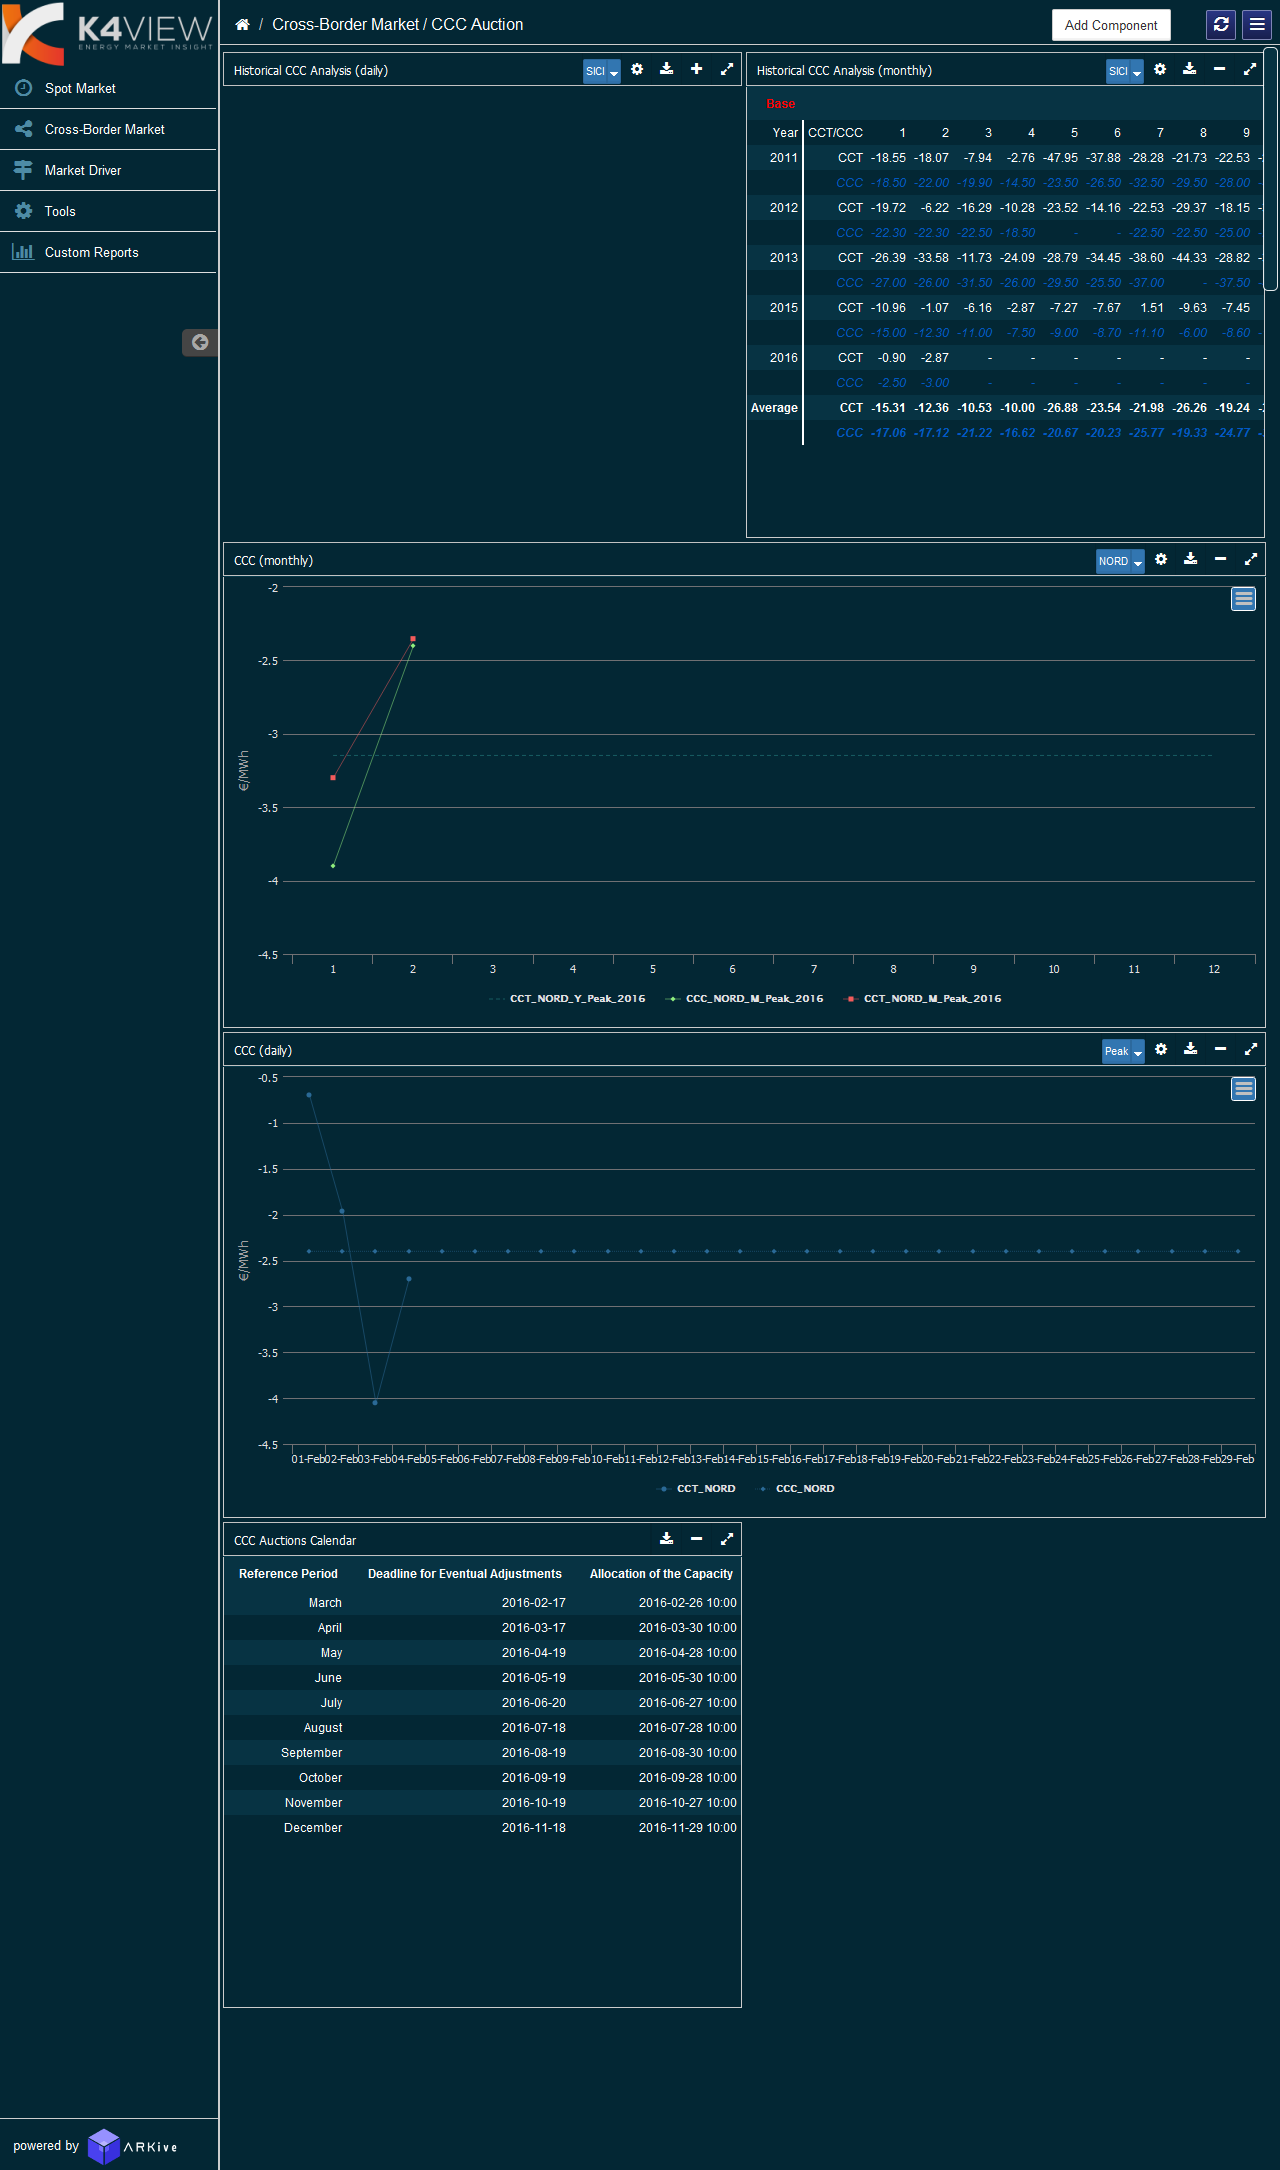 K4VIEW
ENERGY MARKET INSIGHT
/ Cross-Border Market / CCC Auction
Add Component
Spot Market
Cross-Border Market
Market Driver
Tools
Custom Reports
Historical CCC Analysis (daily)
SICI
Historical CCC Analysis (monthly)
SICI
Base
Year CCT/CCC 1 2 3 4 5 6 7 8 9
2011 CCT -18.55 -18.07 -7.94 -2.76 -47.95 -37.88 -28.28 -21.73 -22.53
CCC -18.50 -22.00 -19.90 -14.50 -23.50 -26.50 -32.50 -29.50 -28.00
2012 CCT -19.72 -6.22 -16.29 -10.28 -23.52 -14.16 -22.53 -29.37 -18.15
CCC -22.30 -22.30 -22.50 -18.50 - - -22.50 -22.50 -25.00
2013 CCT -26.39 -33.58 -11.73 -24.09 -28.79 -34.45 -38.60 -44.33 -28.82
CCC -27.00 -26.00 -31.50 -26.00 -29.50 -25.50 -37.00 - -37.50
2015 CCT -10.96 -1.07 -6.16 -2.87 -7.27 -7.67 1.51 -9.63 -7.45
CCC -15.00 -12.30 -11.00 -7.50 -9.00 -8.70 -11.10 -6.00 -8.60
2016 CCT -0.90 -2.87 - - - - - - -
CCC -2.50 -3.00 - - - - - - -
Average CCT -15.31 -12.36 -10.53 -10.00 -26.88 -23.54 -21.98 -26.26 -19.24
CCC -17.06 -17.12 -21.22 -16.62 -20.67 -20.23 -25.77 -19.33 -24.77
CCC (monthly)
NORD
-2
-2.5
-3
-3.5
-4
-4.5
€/MWh
1 2 3 4 5 6 7 8 9 10 11 12
CCT_NORD_Y_Peak_2016 CCC_NORD_M_Peak_2016 CCT_NORD_M_Peak_2016
CCC (daily)
Peak
-0.5
-1
-1.5
-2
-2.5
-3
-3.5
-4
-4.5
€/MWh
01-Feb 02-Feb 03-Feb 04-Feb 05-Feb 06-Feb 07-Feb 08-Feb 09-Feb 10-Feb 11-Feb 12-Feb 13-Feb 14-Feb 15-Feb 16-Feb 17-Feb 18-Feb 19-Feb 20-Feb 21-Feb 22-Feb 23-Feb 24-Feb 25-Feb 26-Feb 27-Feb 28-Feb 29-Feb
CCT_NORD CCC_NORD
CCC Auctions Calendar
Reference Period Deadline for Eventual Adjustments Allocation of the Capacity
March 2016-02-17 2016-02-26 10:00
April 2016-03-17 2016-03-30 10:00
May 2016-04-19 2016-04-28 10:00
June 2016-05-19 2016-05-30 10:00
July 2016-06-20 2016-06-27 10:00
August 2016-07-18 2016-07-28 10:00
September 2016-08-19 2016-08-30 10:00
October 2016-09-19 2016-09-28 10:00
November 2016-10-19 2016-10-27 10:00
December 2016-11-18 2016-11-29 10:00
powered by ARKive